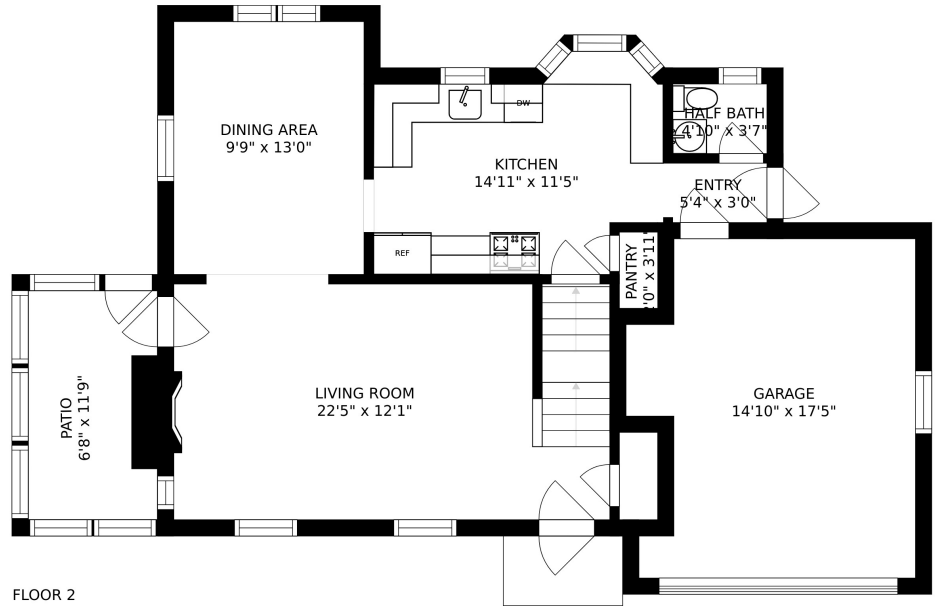 DINING AREA
9'9" x 13'0"
DW
HALF BATH
4'10" x 3'7"
KITCHEN
14'11" x 11'5"
ENTRY
5'4" x 3'0"
REF
PANTRY
x 3'11"
LIVING ROOM
22'5" x 12'1"
GARAGE
14'10" x 17'5"
PATIO
6'8" x 11'9"
FLOOR 2